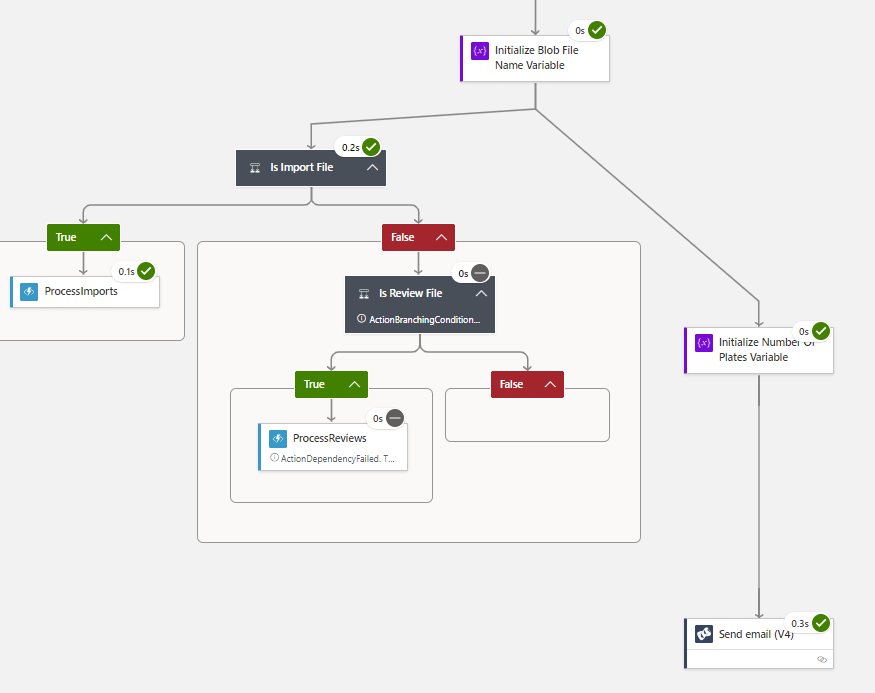 0s
Initialize Blob File
Name Variable
0.2s
Is Import File
True
False
0.1s
ProcessImports
0s
Is Review File
ActionBranchingCondition...
0s
Initialize Number Of
Plates Variable
True
False
0s
ProcessReviews
ActionDependencyFailed. T...
0.3s
Send email (V4)